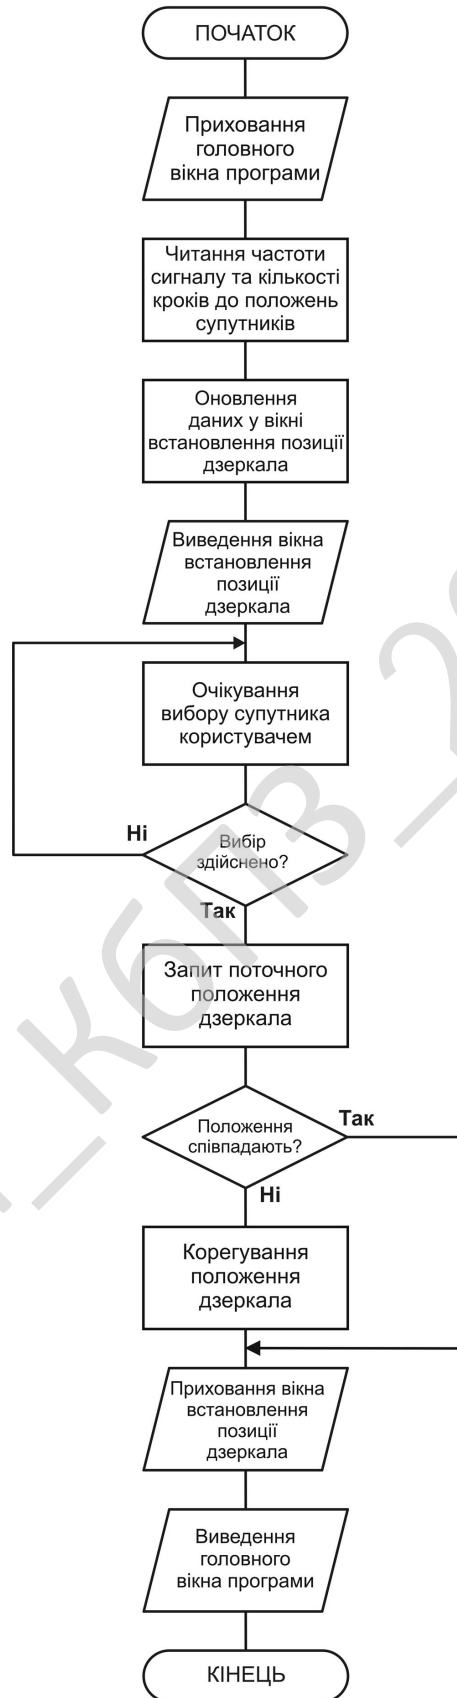 ПОЧАТОК
Приховання
головного
вікна програми
Читання частоти
сигналу та кількості
кроків до положень
супутників
Оновлення
даних у вікні
встановлення позиції
дзеркала
Виведення вікна
встановлення
позиції
дзеркала
Очікування
вибору супутника
користувачем
Ні
Вибір
здійснено?
Так
Запит поточного
положення
дзеркала
Положення
співпадають?
Так
Ні
Корегування
положення
дзеркала
Приховання вікна
встановлення
позиції
дзеркала
Виведення
головного
вікна програми
КІНЕЦЬ